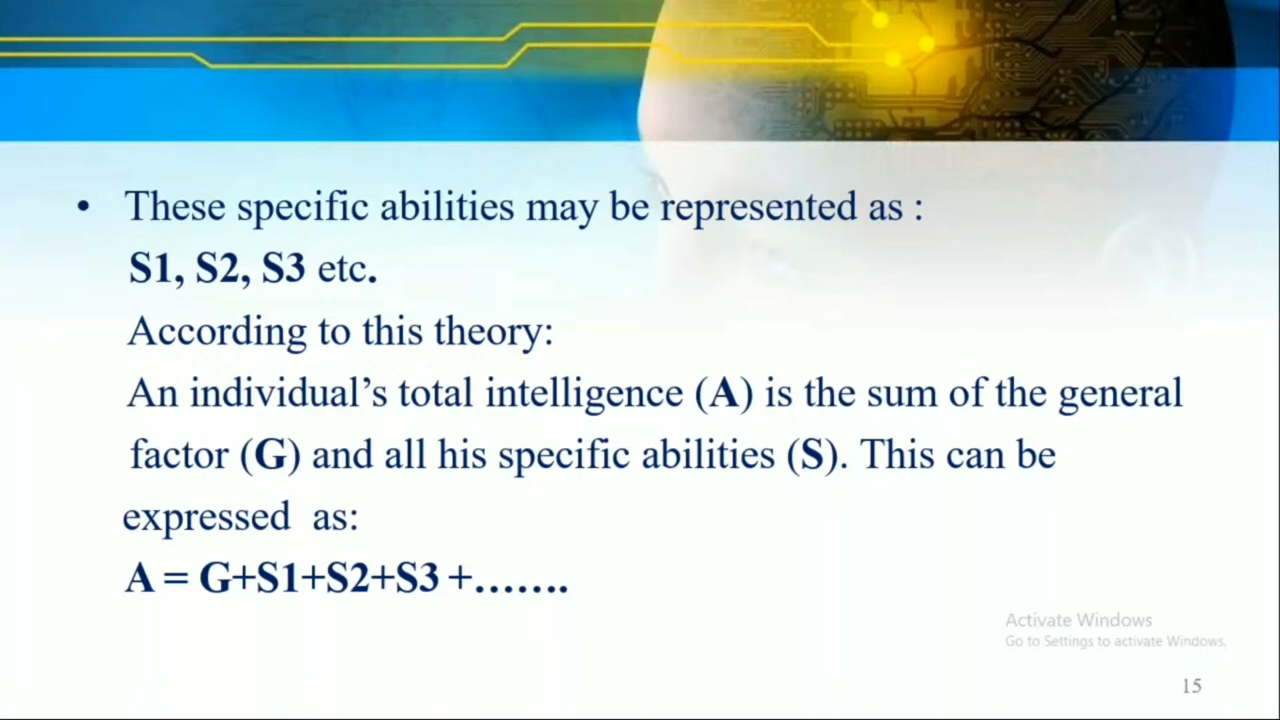 • These specific abilities may be represented as :
S1, S2, S3 etc.
According to this theory:
An individual’s total intelligence (A) is the sum of the general
factor (G) and all his specific abilities (S). This can be
expressed  as:
A = G+S1+S2+S3 +…….
Activate Windows
Go to Settings to activate Windows.
15